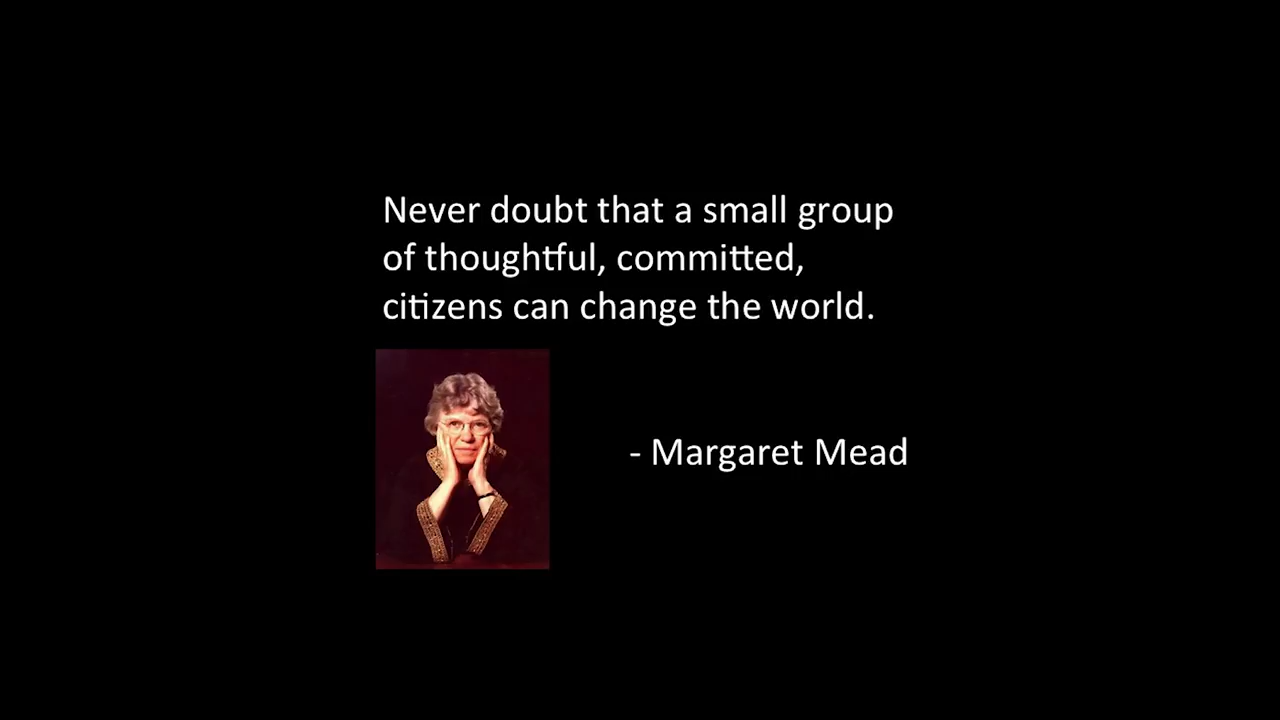 Never doubt that a small group
of thoughtful, committed,
citizens can change the world.
- Margaret Mead